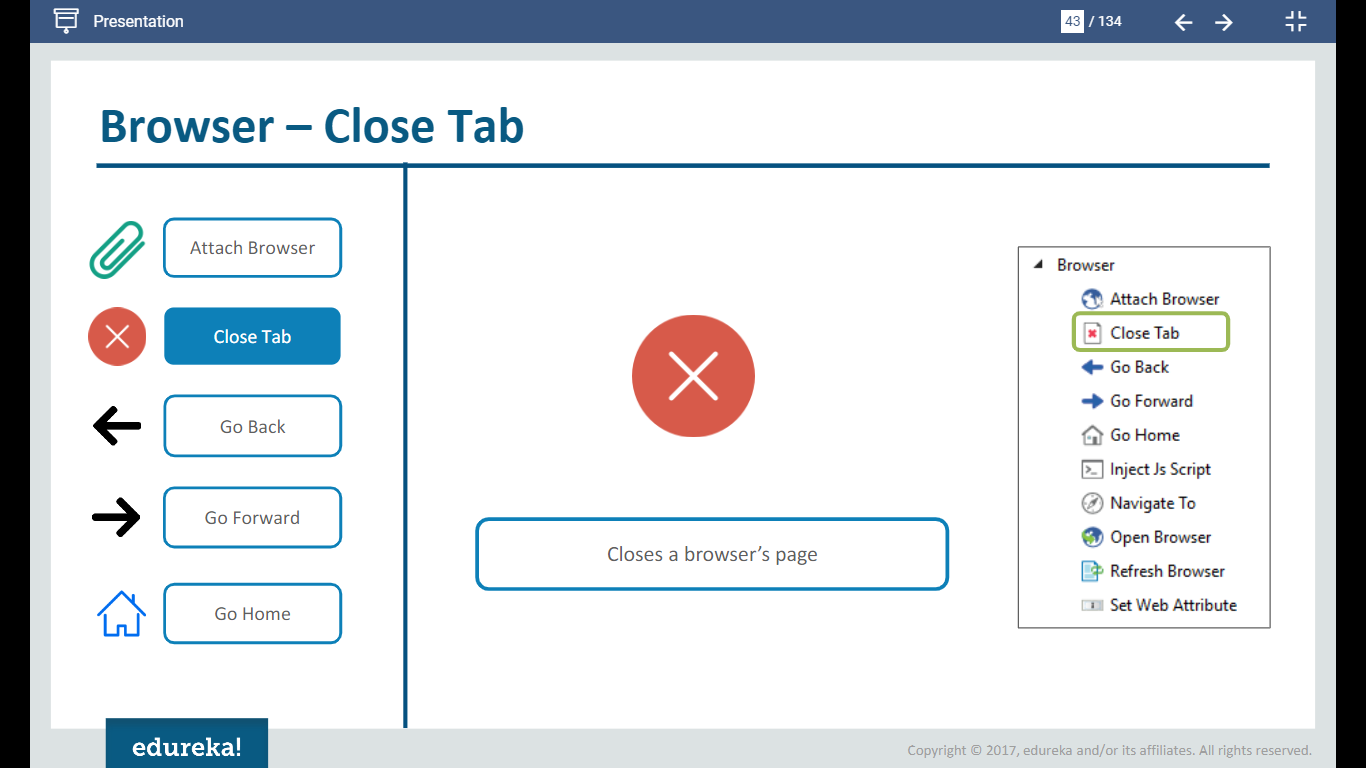 Presentation
43 / 134
Browser – Close Tab
Attach Browser
Close Tab
Go Back
Go Forward
Go Home
Closes a browser’s page
Browser
Attach Browser
Close Tab
Go Back
Go Forward
Go Home
Inject Js Script
Navigate To
Open Browser
Refresh Browser
Set Web Attribute
edureka!
Copyright © 2017, edureka and/or its affiliates. All rights reserved.